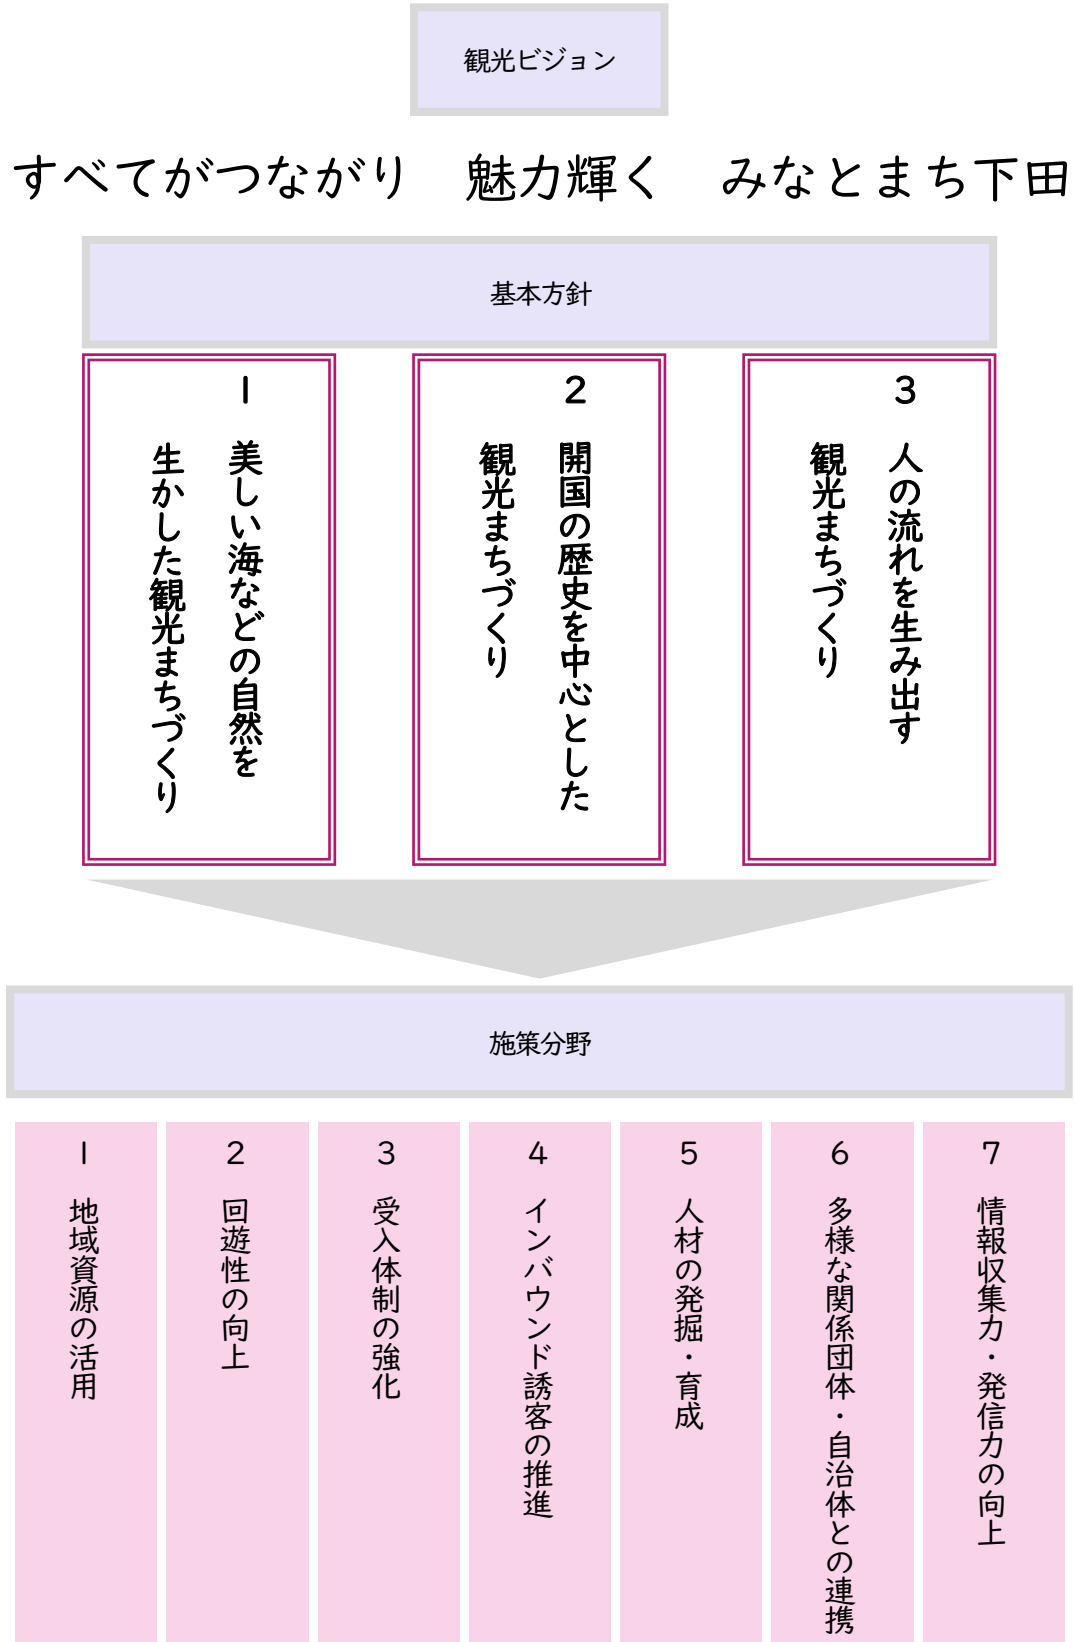 観光ビジョン
すべてがつながり　魅力輝く　みなとまち下田
基本方針
1　美しい海などの自然を
生かした観光まちづくり
2　開国の歴史を中心とした
観光まちづくり
3　人の流れを生み出す
観光まちづくり
施策分野
1　地域資源の活用
2　回遊性の向上
3　受入体制の強化
4　インバウンド誘客の推進
5　人材の発掘・育成
6　多様な関係団体・自治体との連携
7　情報収集力・発信力の向上